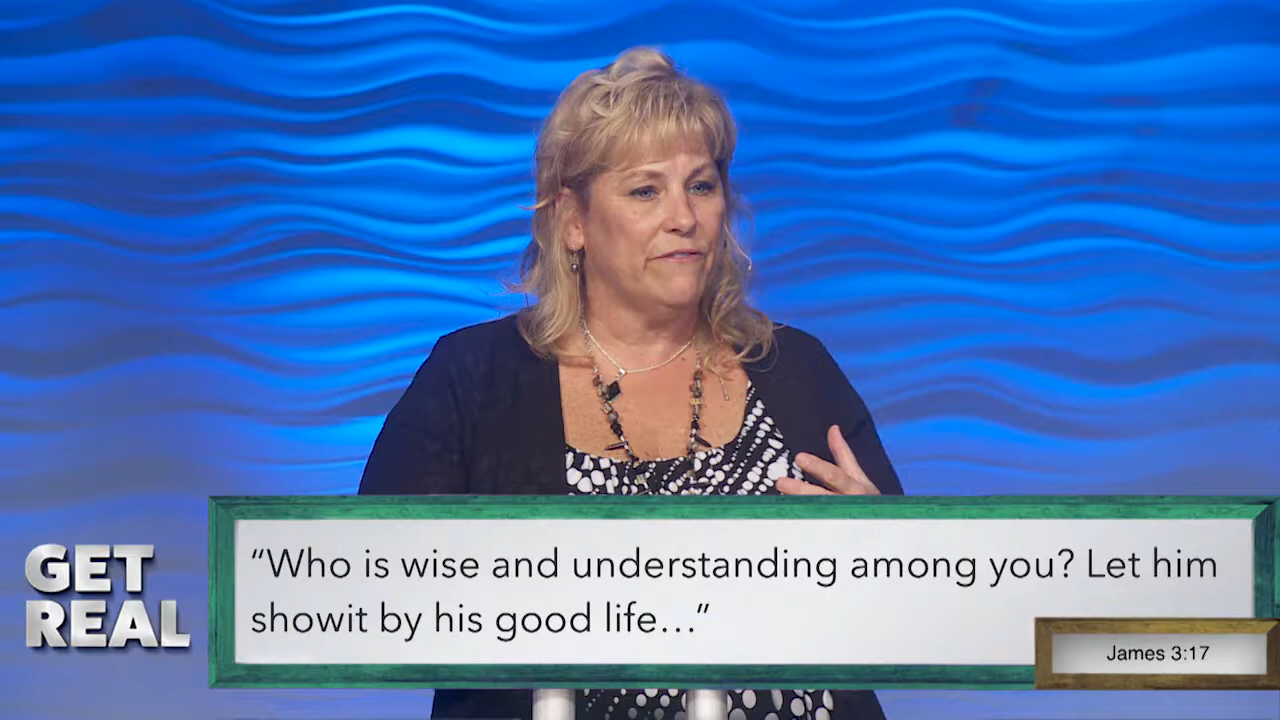 GET
REAL
“Who is wise and understanding among you? Let him
showit by his good life…”
James 3:17